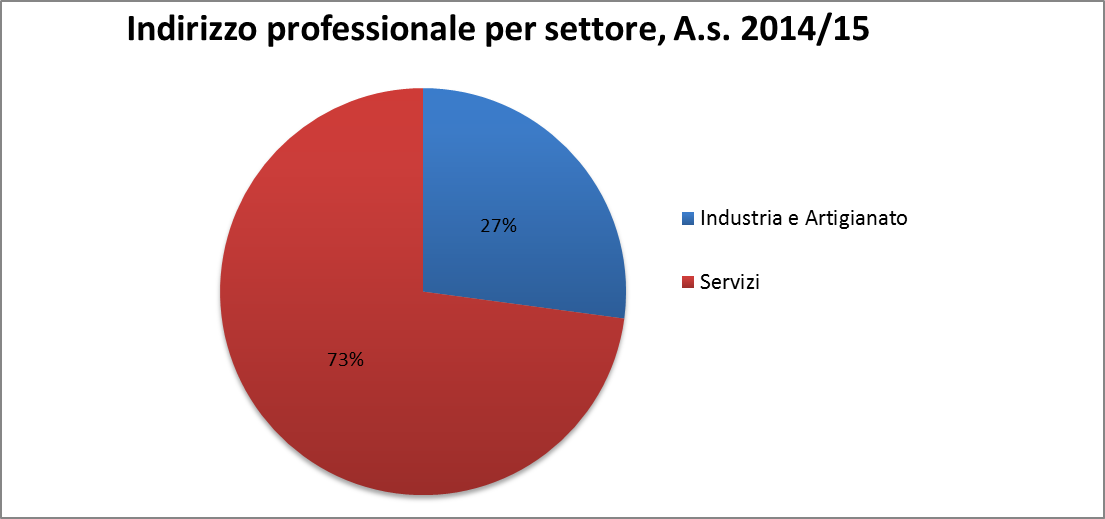 Indirizzo professionale per settore, A.s. 2014/15
27%
Industria e Artigianato
Servizi
73%